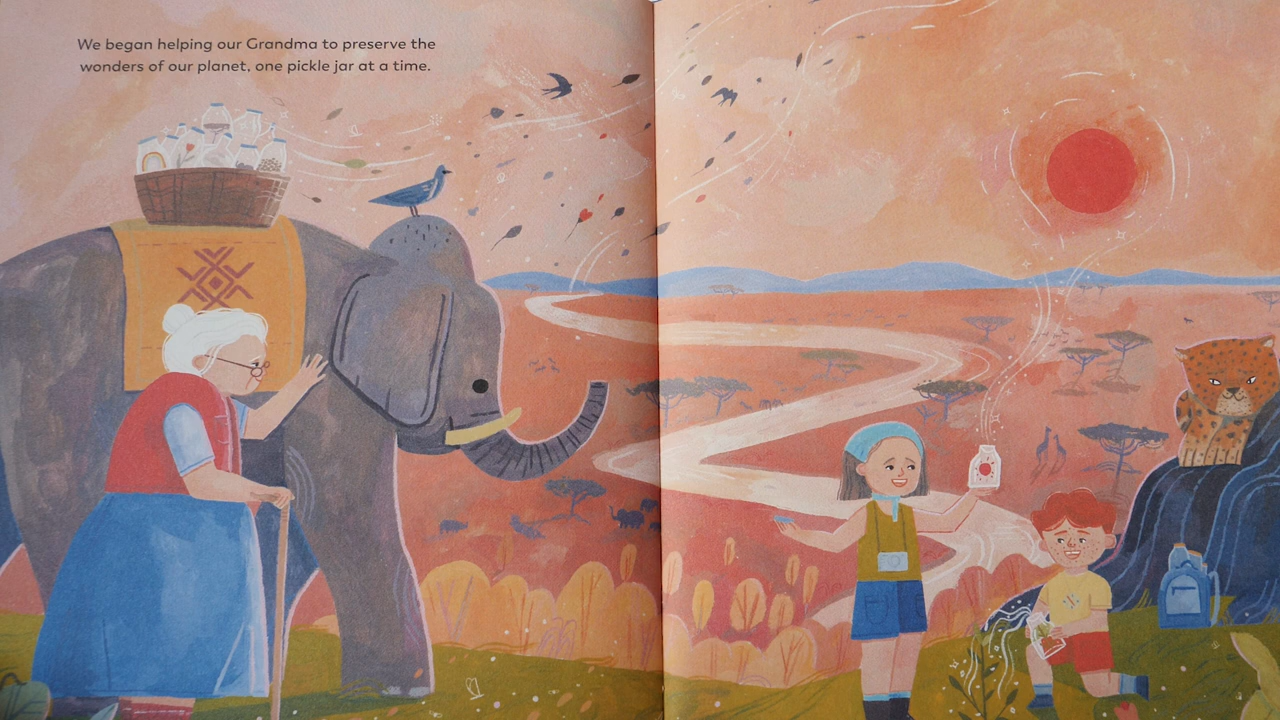 We began helping our Grandma to preserve the
wonders of our planet, one pickle jar at a time.